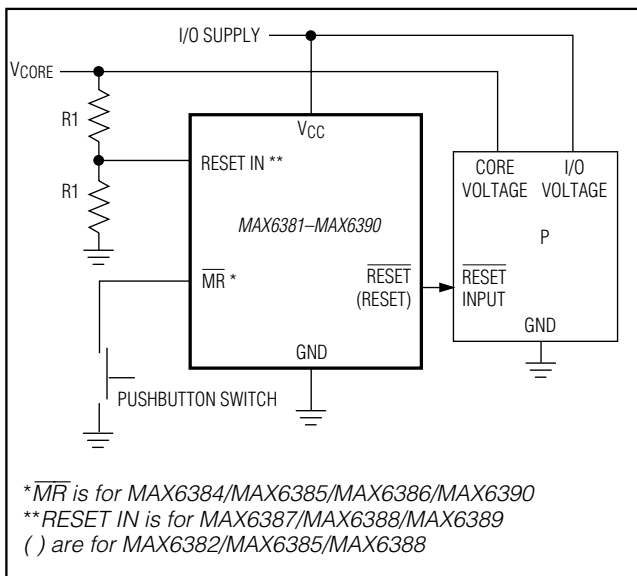 I/O SUPPLY
VCORE
R1
VCC
RESET IN **
CORE VOLTAGE
I/O VOLTAGE
R1
MAX6381–MAX6390
P
MR *
RESET
(RESET)
RESET
INPUT
GND
GND
PUSHBUTTON SWITCH
*MR is for MAX6384/MAX6385/MAX6386/MAX6390
**RESET IN is for MAX6387/MAX6388/MAX6389
( ) are for MAX6382/MAX6385/MAX6388